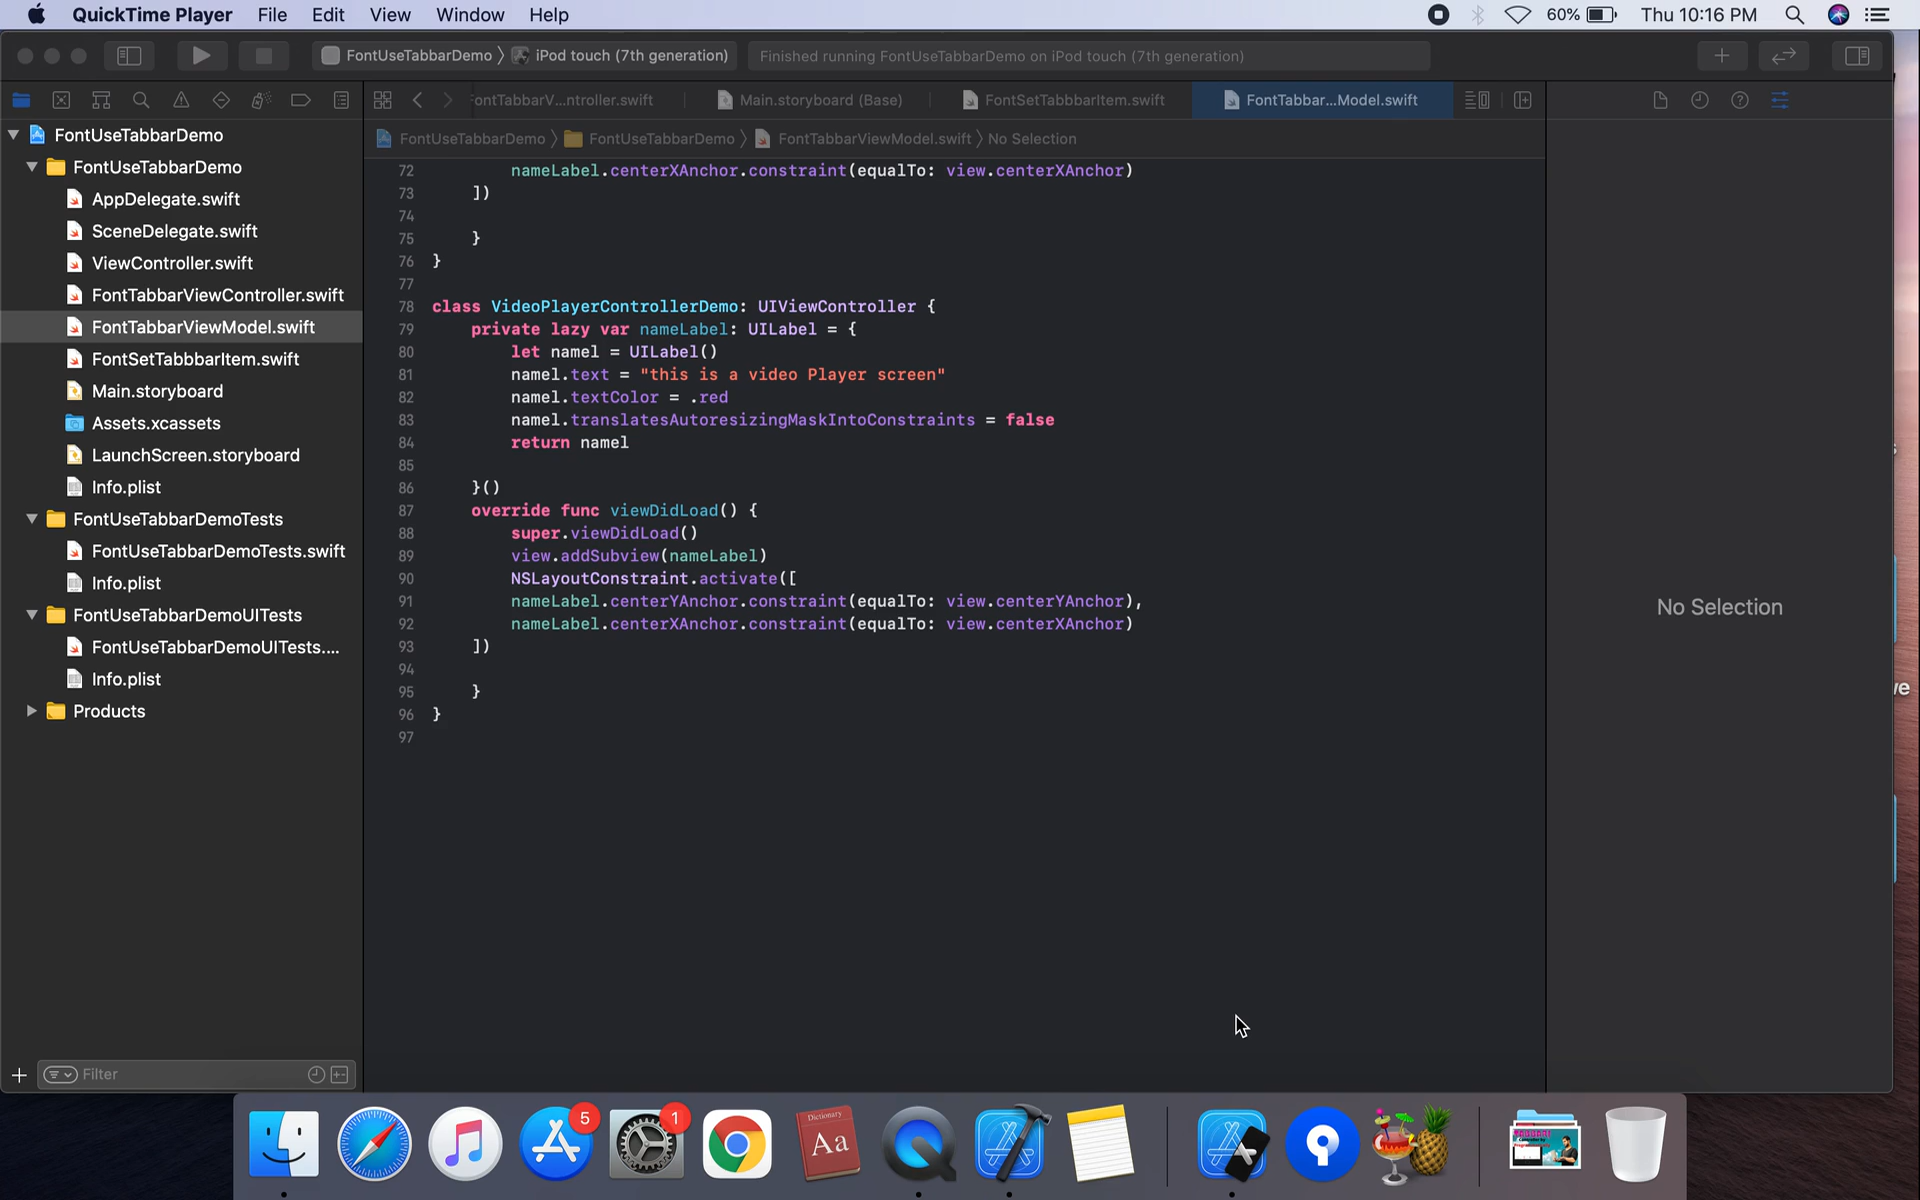 QuickTime Player File Edit View Window Help 60% Thu 10:16 PM
FontUseTabbarDemo iPod touch (7th generation) Finished running FontUseTabbarDemo on iPod touch (7th generation)
ontTabbarV...ntroller.swift Main.storyboard (Base) FontSetTabbbarItem.swift FontTabbar...Model.swift
FontUseTabbarDemo FontUseTabbarDemo FontTabbarViewModel.swift No Selection
FontUseTabbarDemo
FontUseTabbarDemo
AppDelegate.swift
SceneDelegate.swift
ViewController.swift
FontTabbarViewController.swift
FontTabbarViewModel.swift
FontSetTabbbarItem.swift
Main.storyboard
Assets.xcassets
LaunchScreen.storyboard
Info.plist
FontUseTabbarDemoTests
FontUseTabbarDemoTests.swift
Info.plist
FontUseTabbarDemoUITests
FontUseTabbarDemoUITests....
Info.plist
Products
Filter
72 nameLabel.centerXAnchor.constraint(equalTo: view.centerXAnchor)
73 ])
74
75 }
76 }
77
78 class VideoPlayerControllerDemo: UIViewController {
79 private lazy var nameLabel: UILabel = {
80 let namel = UILabel()
81 namel.text = "this is a video Player screen"
82 namel.textColor = .red
83 namel.translatesAutoresizingMaskIntoConstraints = false
84 return namel
85
86 }()
87 override func viewDidLoad() {
88 super.viewDidLoad()
89 view.addSubview(nameLabel)
90 NSLayoutConstraint.activate([
91 nameLabel.centerYAnchor.constraint(equalTo: view.centerYAnchor),
92 nameLabel.centerXAnchor.constraint(equalTo: view.centerXAnchor)
93 ])
94
95 }
96 }
97
No Selection
5
1
Dictionary
Aa